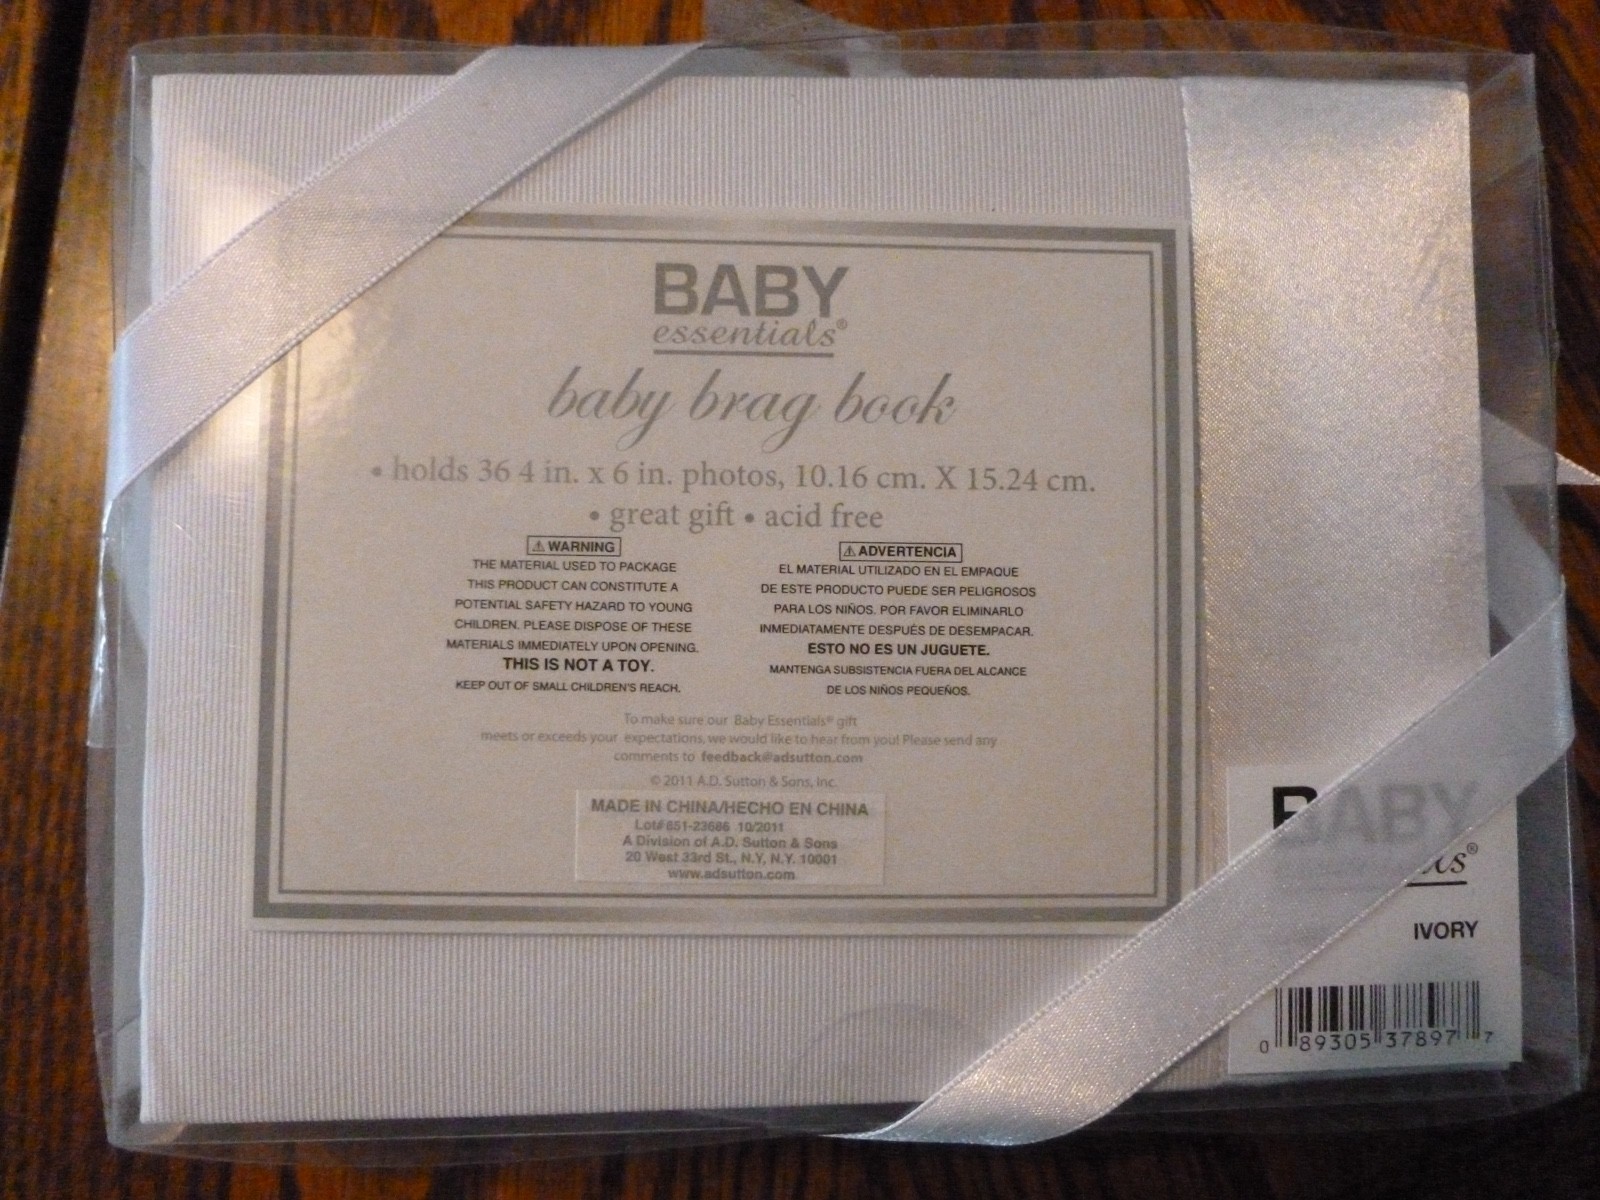 BABY
essentials®
baby brag book
• holds 36 4 in. x 6 in. photos, 10.16 cm. X 15.24 cm.
• great gift • acid free
⚠ WARNING
THE MATERIAL USED TO PACKAGE
THIS PRODUCT CAN CONSTITUTE A
POTENTIAL SAFETY HAZARD TO YOUNG
CHILDREN. PLEASE DISPOSE OF THESE
MATERIALS IMMEDIATELY UPON OPENING.
THIS IS NOT A TOY.
KEEP OUT OF SMALL CHILDREN'S REACH.
⚠ ADVERTENCIA
EL MATERIAL UTILIZADO EN EL EMPAQUE
DE ESTE PRODUCTO PUEDE SER PELIGROSOS
PARA LOS NIÑOS. POR FAVOR ELIMINARLO
INMEDIATAMENTE DESPUÉS DE DESEMPACAR.
ESTO NO ES UN JUGUETE.
MANTENGA SUBSISTENCIA FUERA DEL ALCANCE
DE LOS NIÑOS PEQUEÑOS.
To make sure our Baby Essentials® gift
meets or exceeds your expectations, we would like to hear from you! Please send any
comments to feedback@adsutton.com
© 2011 A.D. Sutton & Sons, Inc.
MADE IN CHINA/HECHO EN CHINA
Lot# 851-23686 10/2011
A Division of A.D. Sutton & Sons
20 West 33rd St., N.Y, N.Y. 10001
www.adsutton.com
BABY
IVORY
0 89305 37897 7